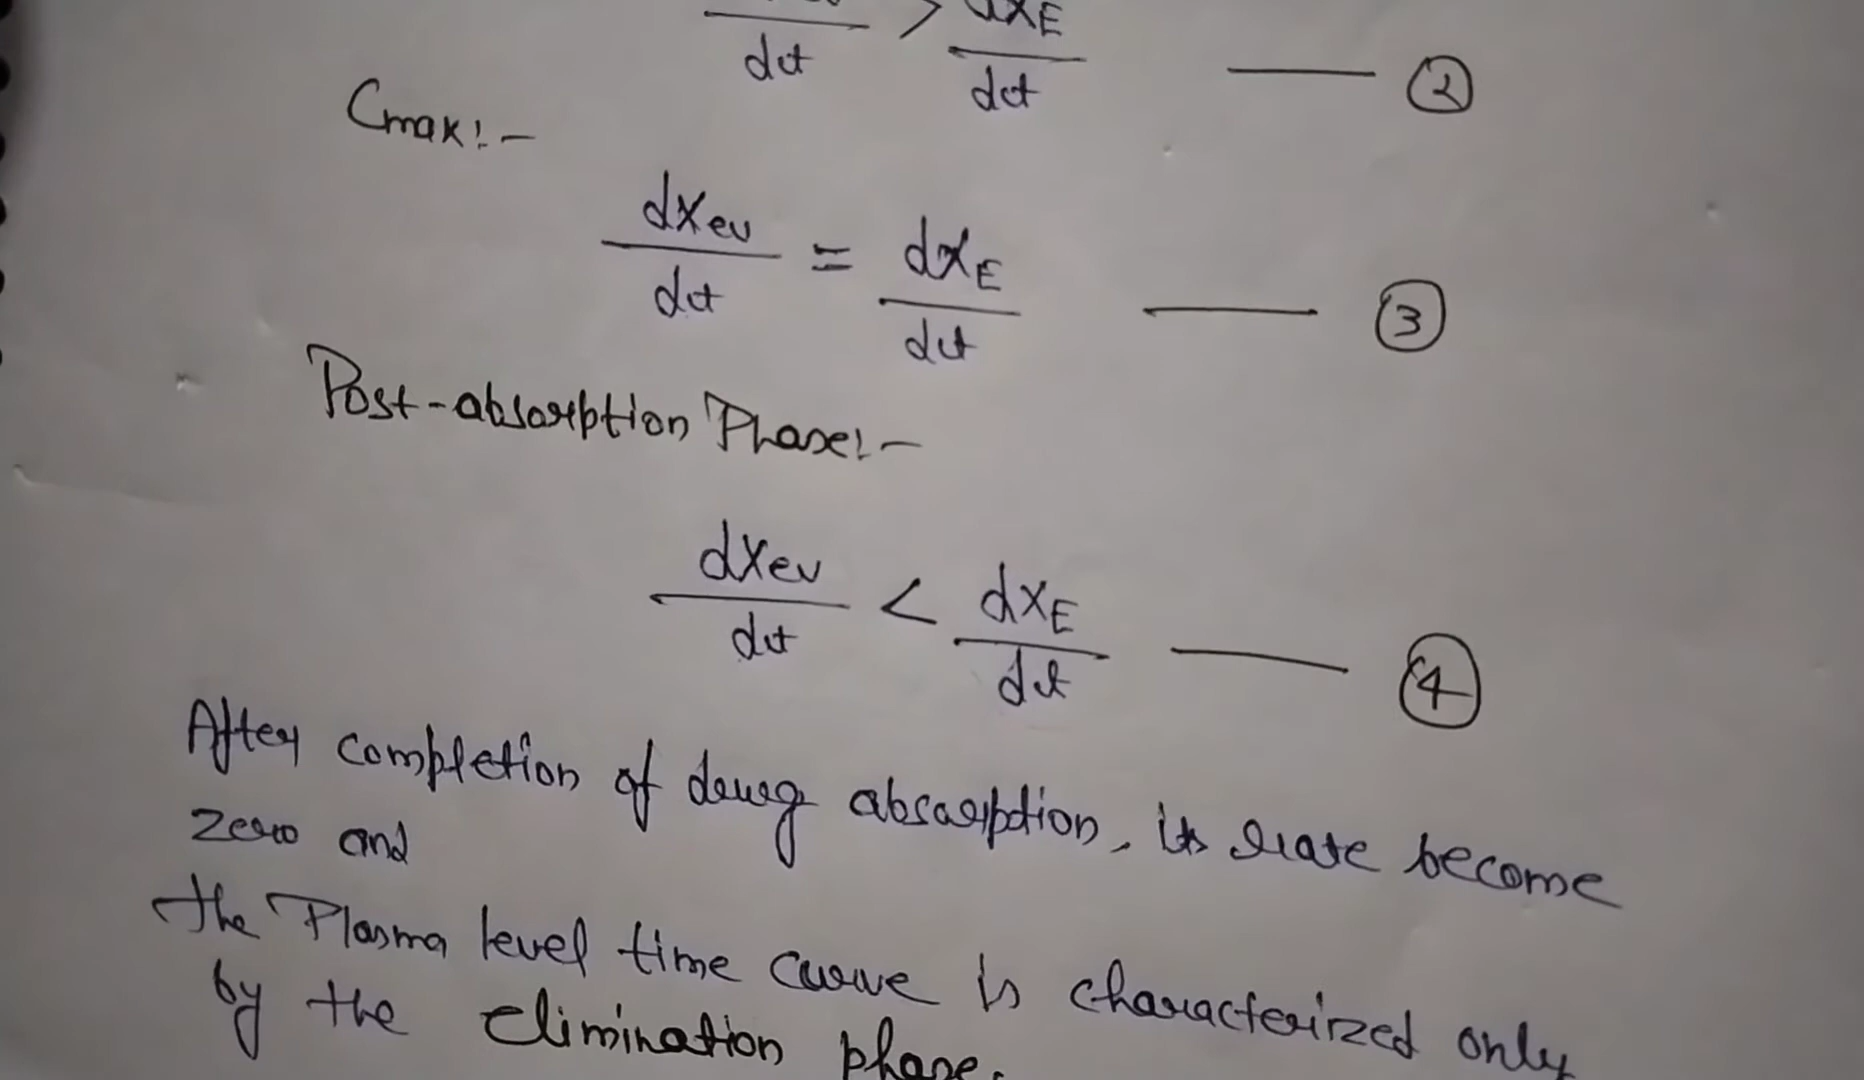 > dxE
dt dt —— ②
Cmax:-
dxev/dt = dxE/dt —— ③
Post-absorption Phase:-
dxev/dt < dxE/dt —— ④
After completion of drug absorption, its rate become
zero and
the Plasma level time curve is characterized only
by the elimination phase.